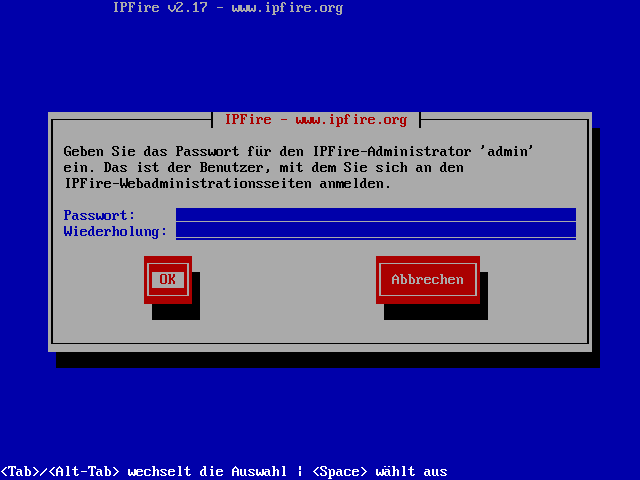 IPFire v2.17 - www.ipfire.org
IPFire - www.ipfire.org
Geben Sie das Passwort für den IPFire-Administrator 'admin'
ein. Das ist der Benutzer, mit dem Sie sich an den
IPFire-Webadministrationsseiten anmelden.
Passwort:
Wiederholung:
OK Abbrechen
<Tab>/<Alt-Tab> wechselt die Auswahl | <Space> wählt aus